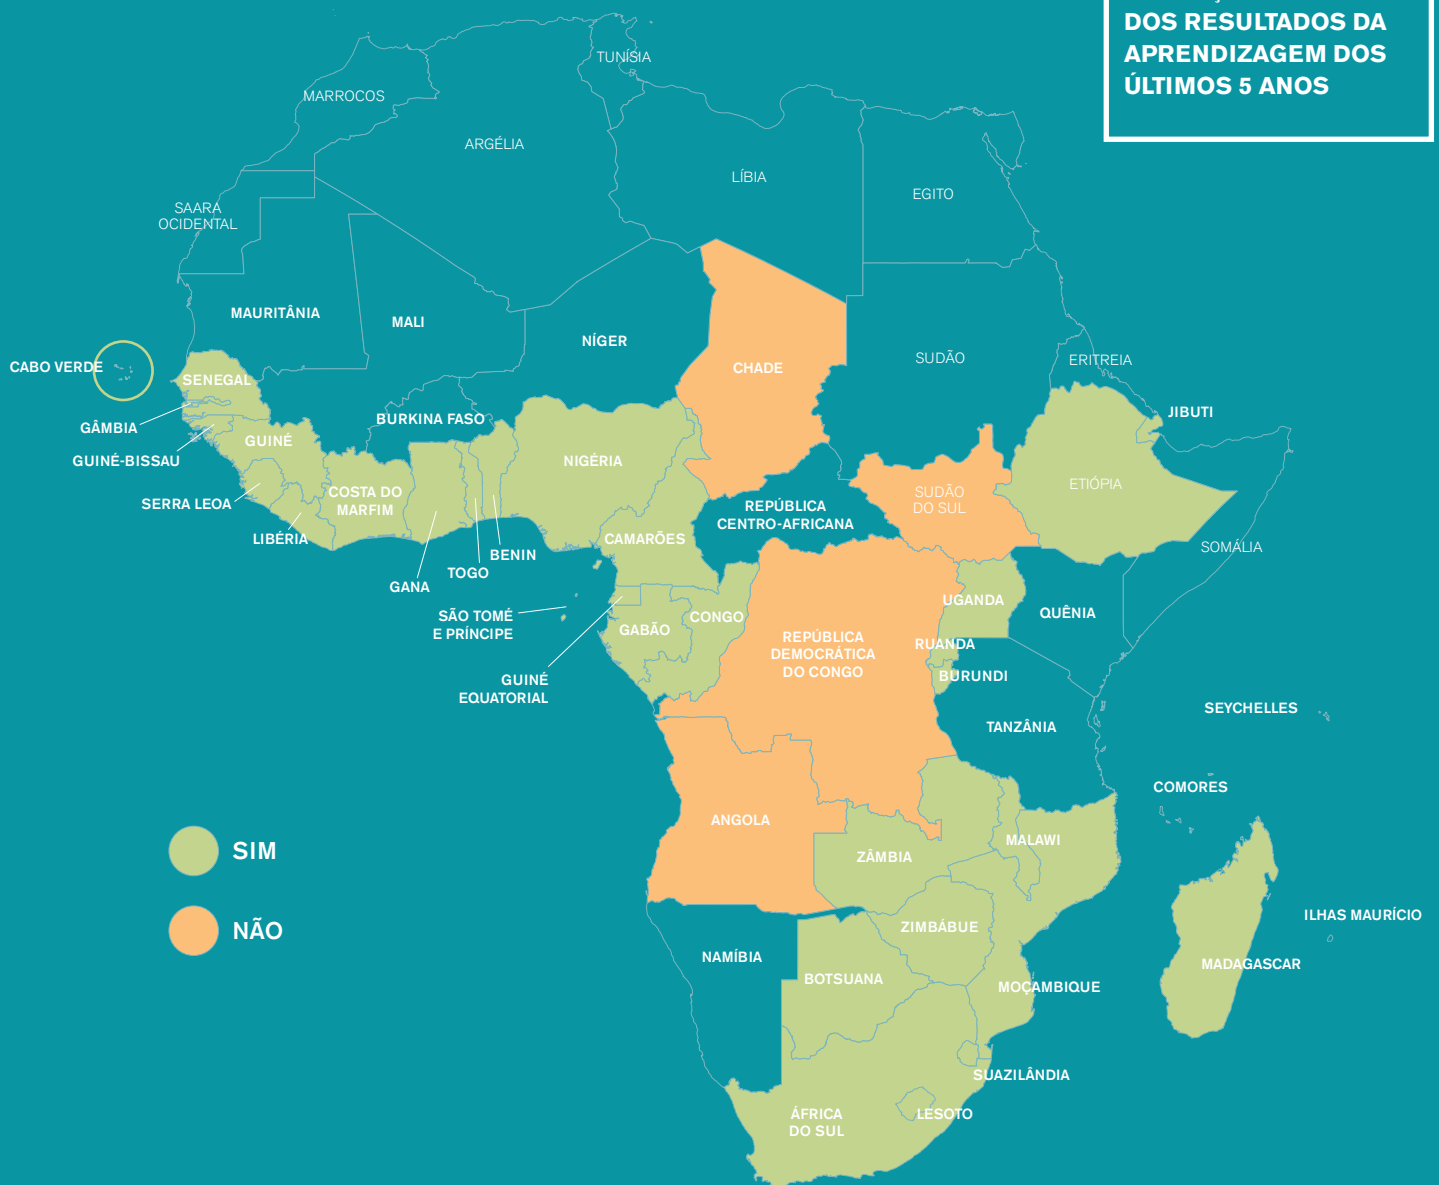 DOS RESULTADOS DA
APRENDIZAGEM DOS
ÚLTIMOS 5 ANOS
TUNÍSIA
MARROCOS
ARGÉLIA
LÍBIA
EGITO
SAARA
OCIDENTAL
MAURITÂNIA
MALI
NÍGER
CHADE
SUDÃO
ERITREIA
CABO VERDE
SENEGAL
GÂMBIA
BURKINA FASO
JIBUTI
GUINÉ-BISSAU
GUINÉ
NIGÉRIA
ETIÓPIA
SERRA LEOA
COSTA DO
MARFIM
SUDÃO
DO SUL
REPÚBLICA
CENTRO-AFRICANA
LIBÉRIA
CAMARÕES
SOMÁLIA
BENIN
TOGO
GANA
UGANDA
QUÊNIA
SÃO TOMÉ
E PRÍNCIPE
CONGO
GABÃO
REPÚBLICA
DEMOCRÁTICA
DO CONGO
RUANDA
BURUNDI
GUINÉ
EQUATORIAL
SEYCHELLES
TANZÂNIA
COMORES
ANGOLA
MALAWI
SIM
ZÂMBIA
ILHAS MAURÍCIO
NÃO
ZIMBÁBUE
NAMÍBIA
MADAGASCAR
BOTSUANA
MOÇAMBIQUE
SUAZILÂNDIA
ÁFRICA
DO SUL
LESOTO